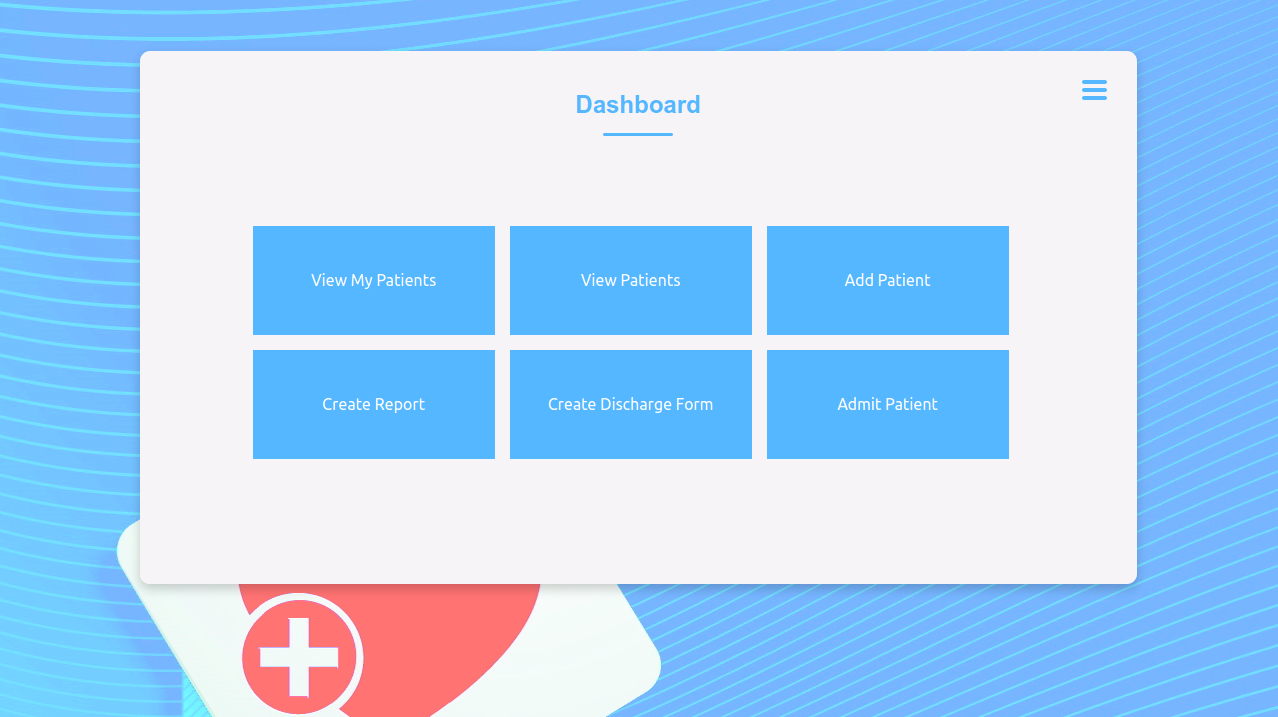 Dashboard
View My Patients
View Patients
Add Patient
Create Report
Create Discharge Form
Admit Patient